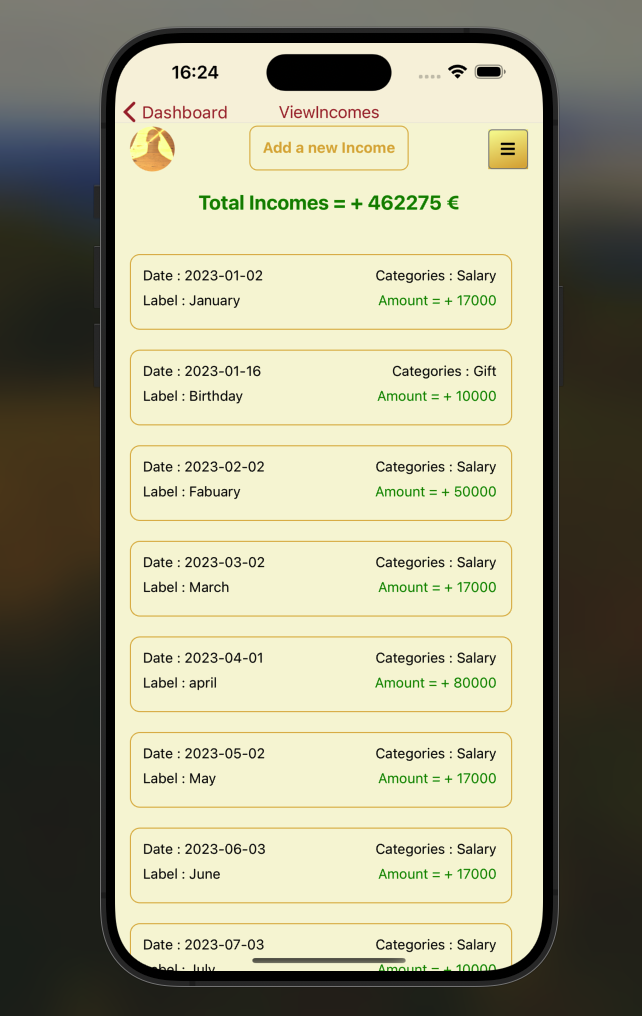 16:24
Dashboard ViewIncomes
Add a new Income
Total Incomes = + 462275 €
Date : 2023-01-02 Categories : Salary
Label : January Amount = + 17000
Date : 2023-01-16 Categories : Gift
Label : Birthday Amount = + 10000
Date : 2023-02-02 Categories : Salary
Label : Fabuary Amount = + 50000
Date : 2023-03-02 Categories : Salary
Label : March Amount = + 17000
Date : 2023-04-01 Categories : Salary
Label : april Amount = + 80000
Date : 2023-05-02 Categories : Salary
Label : May Amount = + 17000
Date : 2023-06-03 Categories : Salary
Label : June Amount = + 17000
Date : 2023-07-03 Categories : Salary
Label : July Amount = + 10000